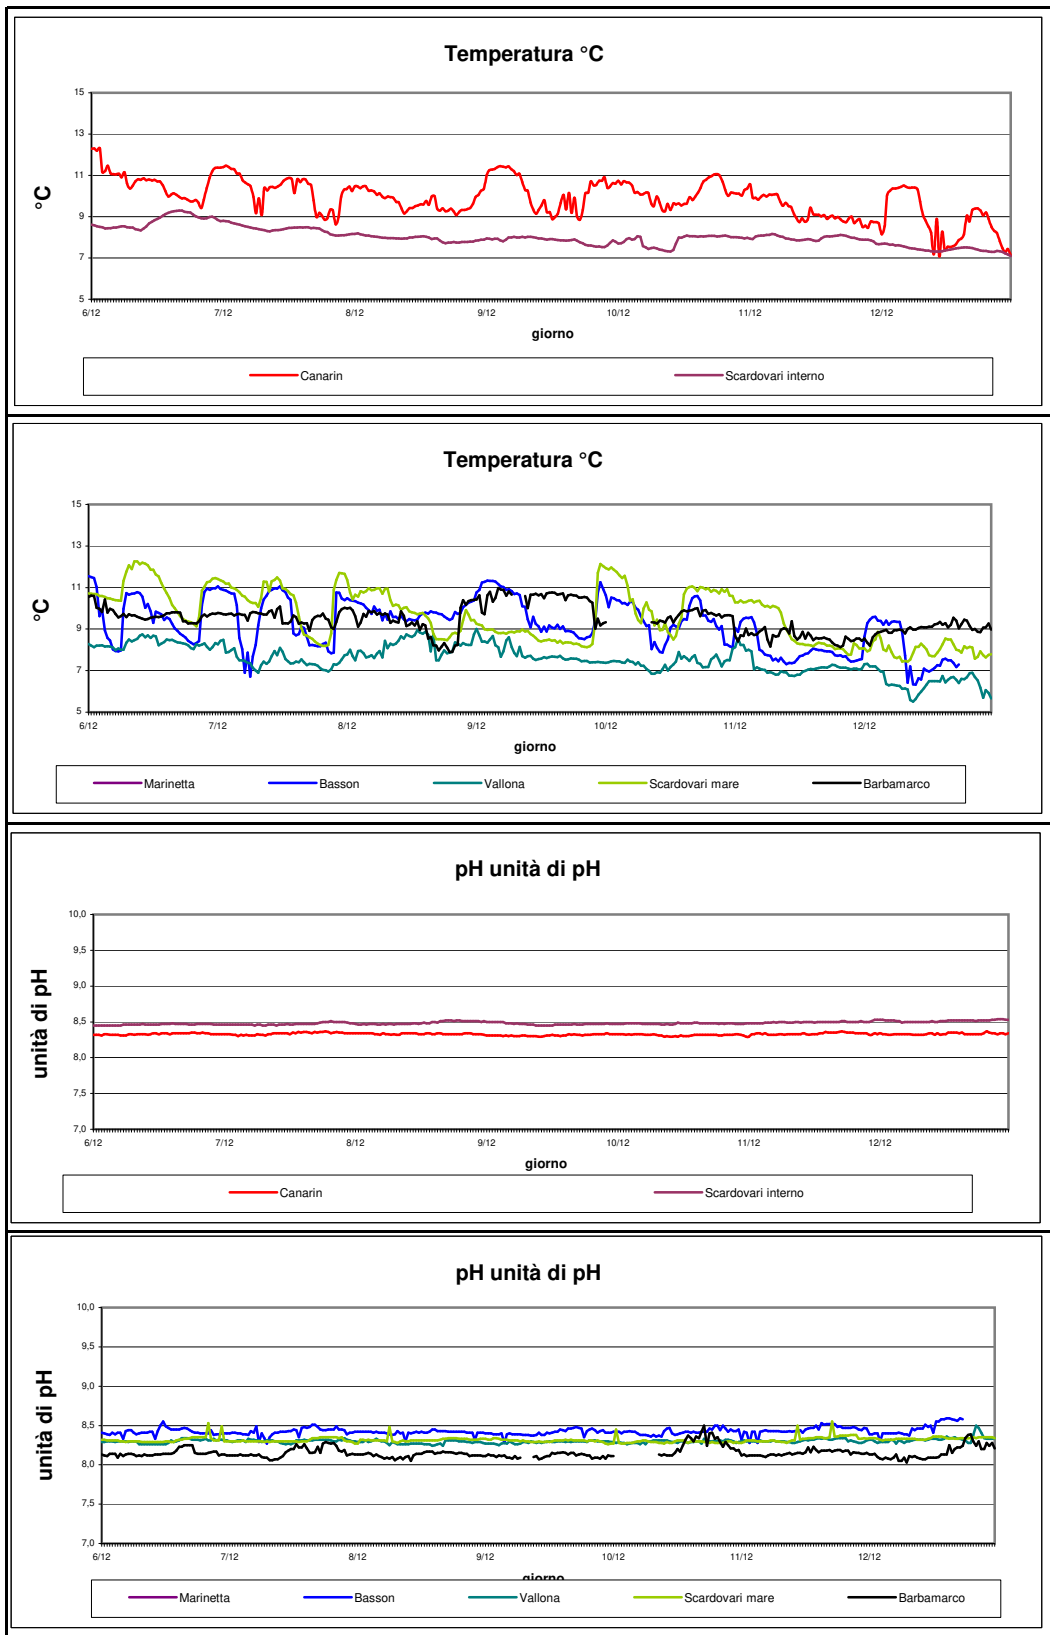 Temperatura °C
15
13
11
9
7
5
°C
6/12 7/12 8/12 9/12 10/12 11/12 12/12
giorno
Canarin Scardovari interno
Temperatura °C
15
13
11
9
7
5
°C
6/12 7/12 8/12 9/12 10/12 11/12 12/12
giorno
Marinetta Basson Vallona Scardovari mare Barbamarco
pH unità di pH
10,0
9,5
9,0
8,5
8,0
7,5
7,0
unità di pH
6/12 7/12 8/12 9/12 10/12 11/12 12/12
giorno
Canarin Scardovari interno
pH unità di pH
10,0
9,5
9,0
8,5
8,0
7,5
7,0
unità di pH
6/12 7/12 8/12 9/12 10/12 11/12 12/12
giorno
Marinetta Basson Vallona Scardovari mare Barbamarco